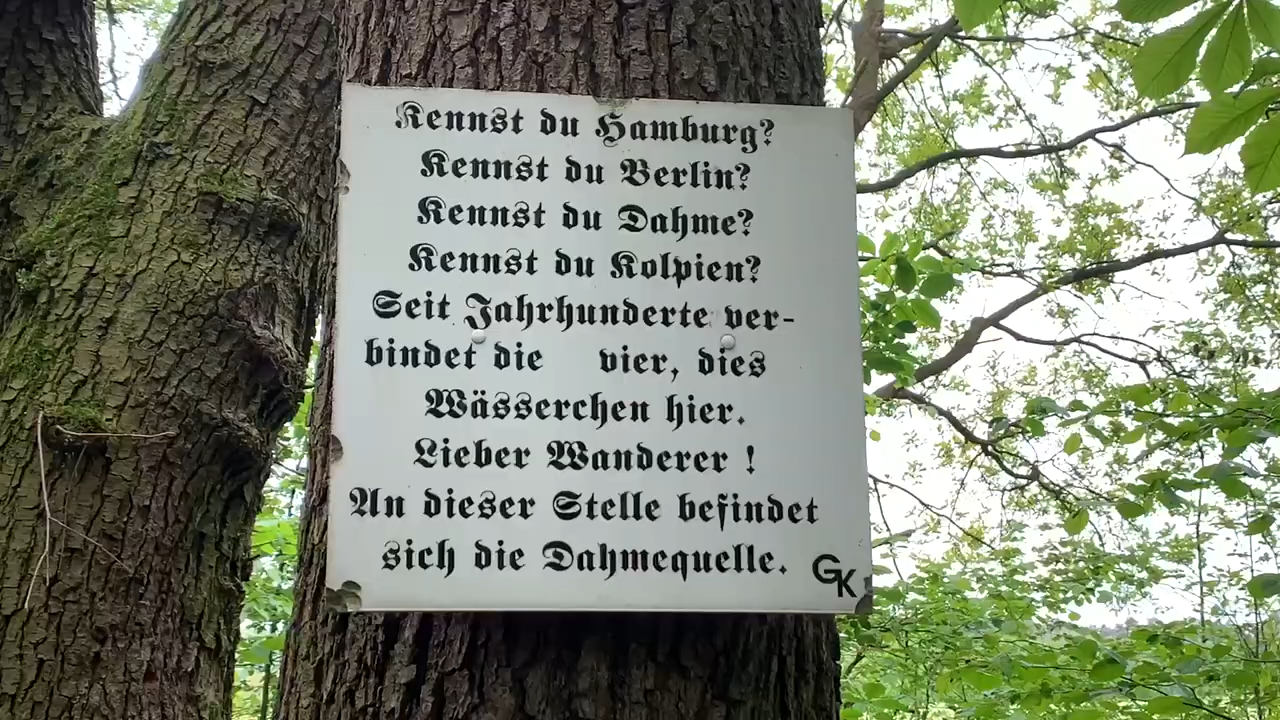 Kennst du Hamburg?
Kennst du Berlin?
Kennst du Dahme?
Kennst du Kolpien?
Seit Jahrhunderte ver-
bindet die vier, dies
Wässerchen hier.
Lieber Wanderer !
An dieser Stelle befindet
sich die Dahmequelle.
GK